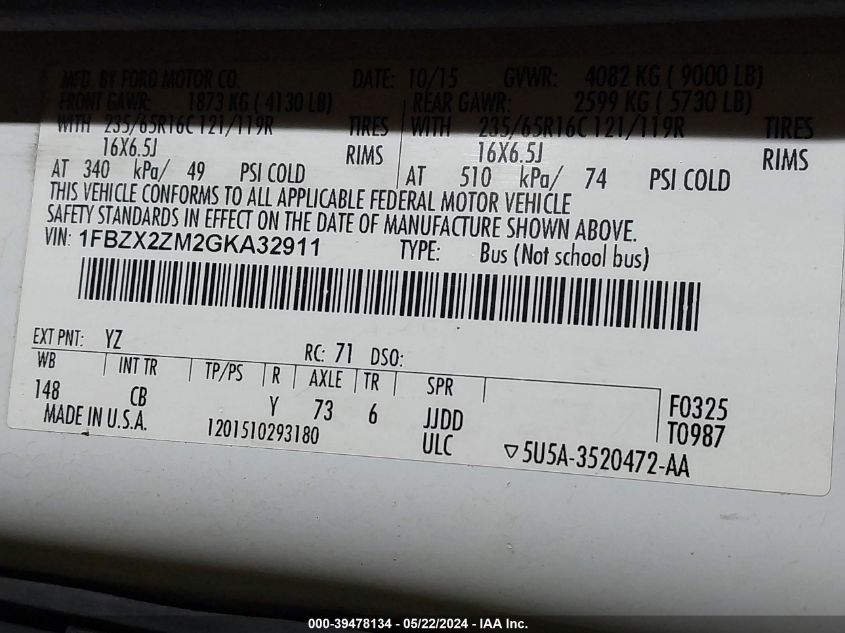 MFD. BY FORD MOTOR CO. DATE: 10/15 GVWR: 4082 KG ( 9000 LB)
FRONT GAWR: 1873 KG ( 4130 LB) REAR GAWR: 2599 KG ( 5730 LB)
WITH 235/65R16C 121/119R TIRES WITH 235/65R16C 121/119R TIRES
16X6.5J RIMS 16X6.5J RIMS
AT 340 kPa/ 49 PSI COLD AT 510 kPa/ 74 PSI COLD
THIS VEHICLE CONFORMS TO ALL APPLICABLE FEDERAL MOTOR VEHICLE
SAFETY STANDARDS IN EFFECT ON THE DATE OF MANUFACTURE SHOWN ABOVE.
VIN: 1FBZX2ZM2GKA32911 TYPE: Bus (Not school bus)
EXT PNT: YZ RC: 71 DSO:
WB INT TR TP/PS R AXLE TR SPR
148 CB Y 73 6 JJDD F0325
MADE IN U.S.A. 1201510293180 ULC T0987
▽5U5A-3520472-AA
000-39478134 - 05/22/2024 - IAA Inc.